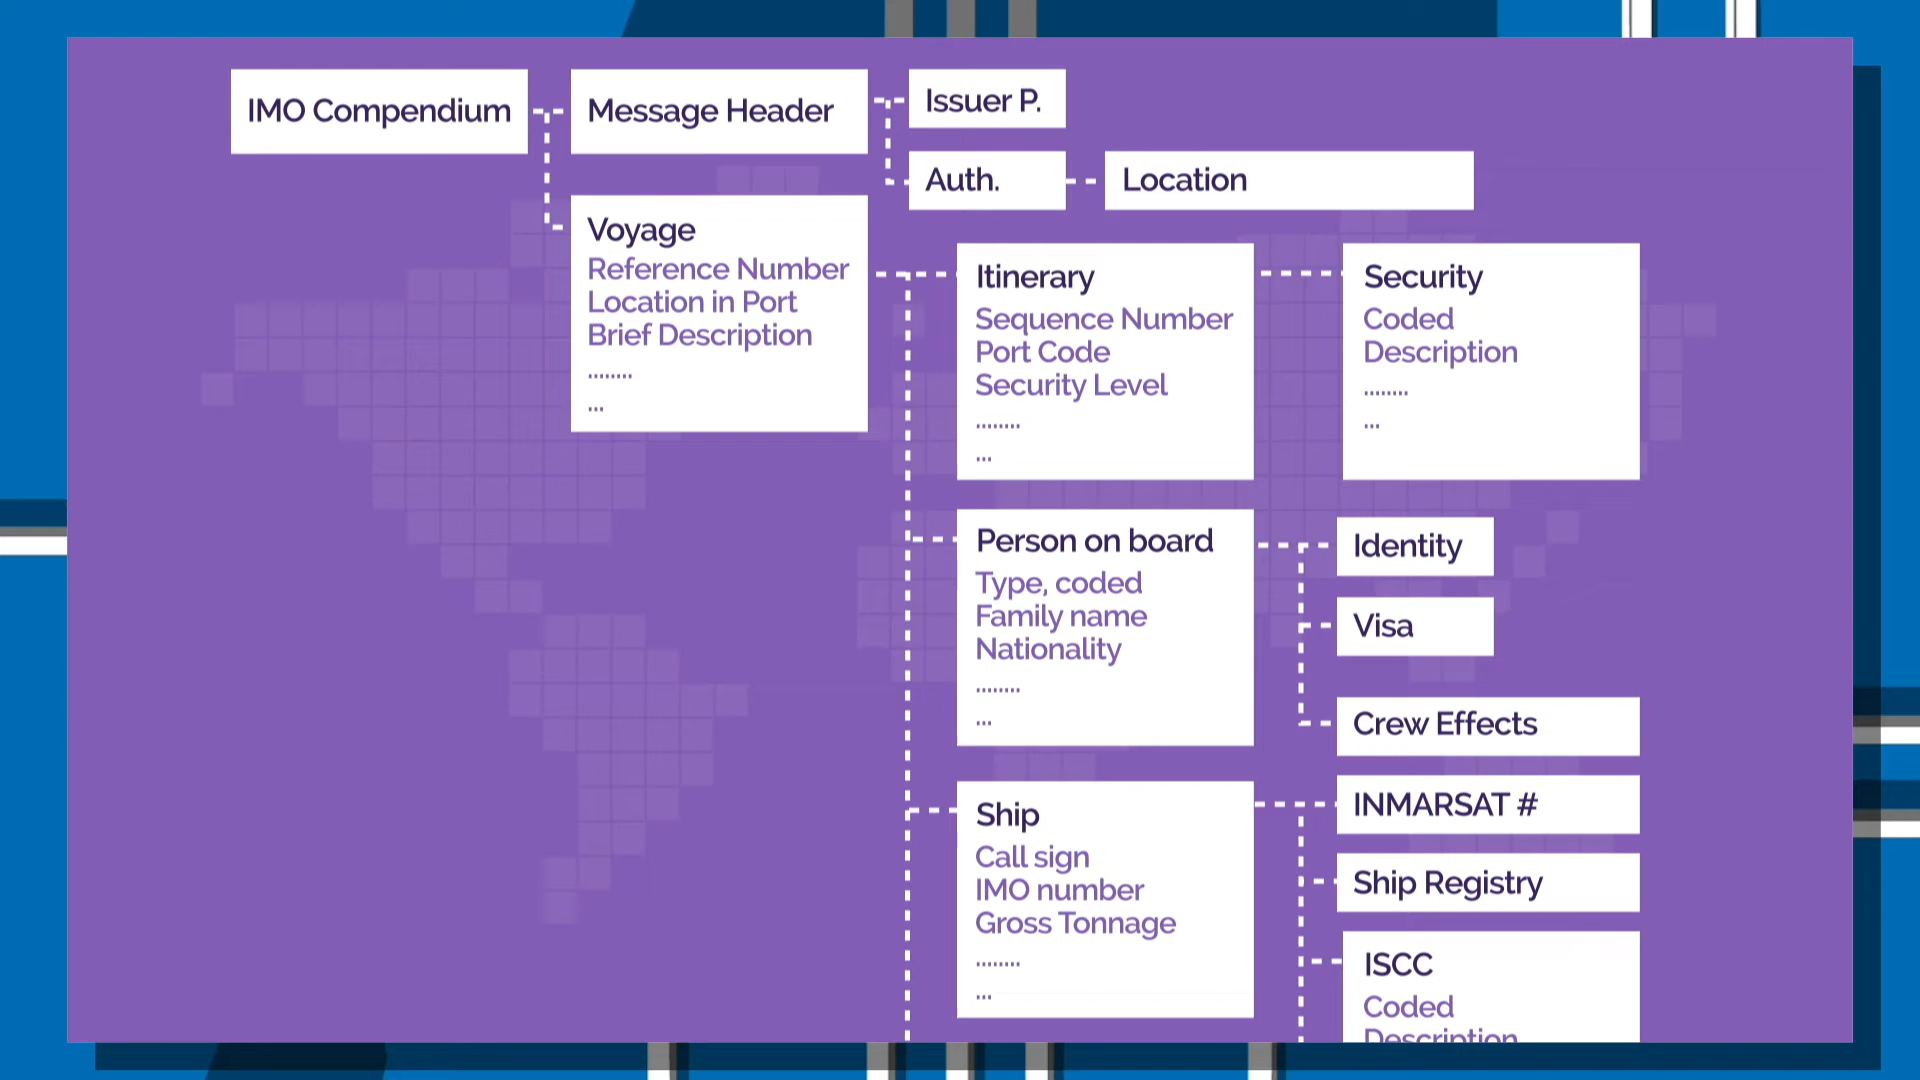 IMO Compendium
Message Header
Issuer P.
Auth.
Location
Voyage
Reference Number
Location in Port
Brief Description
........
...
Itinerary
Sequence Number
Port Code
Security Level
........
...
Security
Coded
Description
........
...
Person on board
Type, coded
Family name
Nationality
........
...
Identity
Visa
Crew Effects
Ship
Call sign
IMO number
Gross Tonnage
........
...
INMARSAT #
Ship Registry
ISCC
Coded
Description